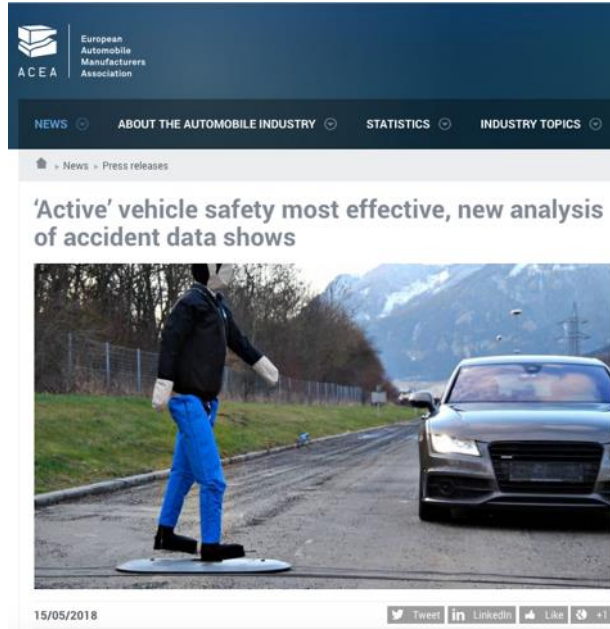 European
Automobile
Manufacturers
Association
ACEA
NEWS ABOUT THE AUTOMOBILE INDUSTRY STATISTICS INDUSTRY TOPICS
» News » Press releases
‘Active’ vehicle safety most effective, new analysis
of accident data shows
15/05/2018 Tweet in LinkedIn Like +1